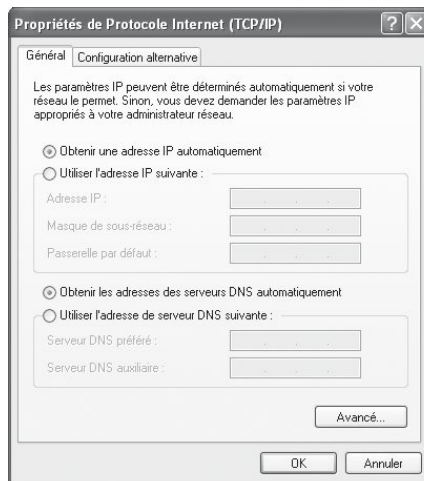 Propriétés de Protocole Internet (TCP/IP)
Général Configuration alternative
Les paramètres IP peuvent être déterminés automatiquement si votre
réseau le permet. Sinon, vous devez demander les paramètres IP
appropriés à votre administrateur réseau.
Obtenir une adresse IP automatiquement
Utiliser l'adresse IP suivante :
Adresse IP :
Masque de sous-réseau :
Passerelle par défaut :
Obtenir les adresses des serveurs DNS automatiquement
Utiliser l'adresse de serveur DNS suivante :
Serveur DNS préféré :
Serveur DNS auxiliaire :
Avancé...
OK Annuler